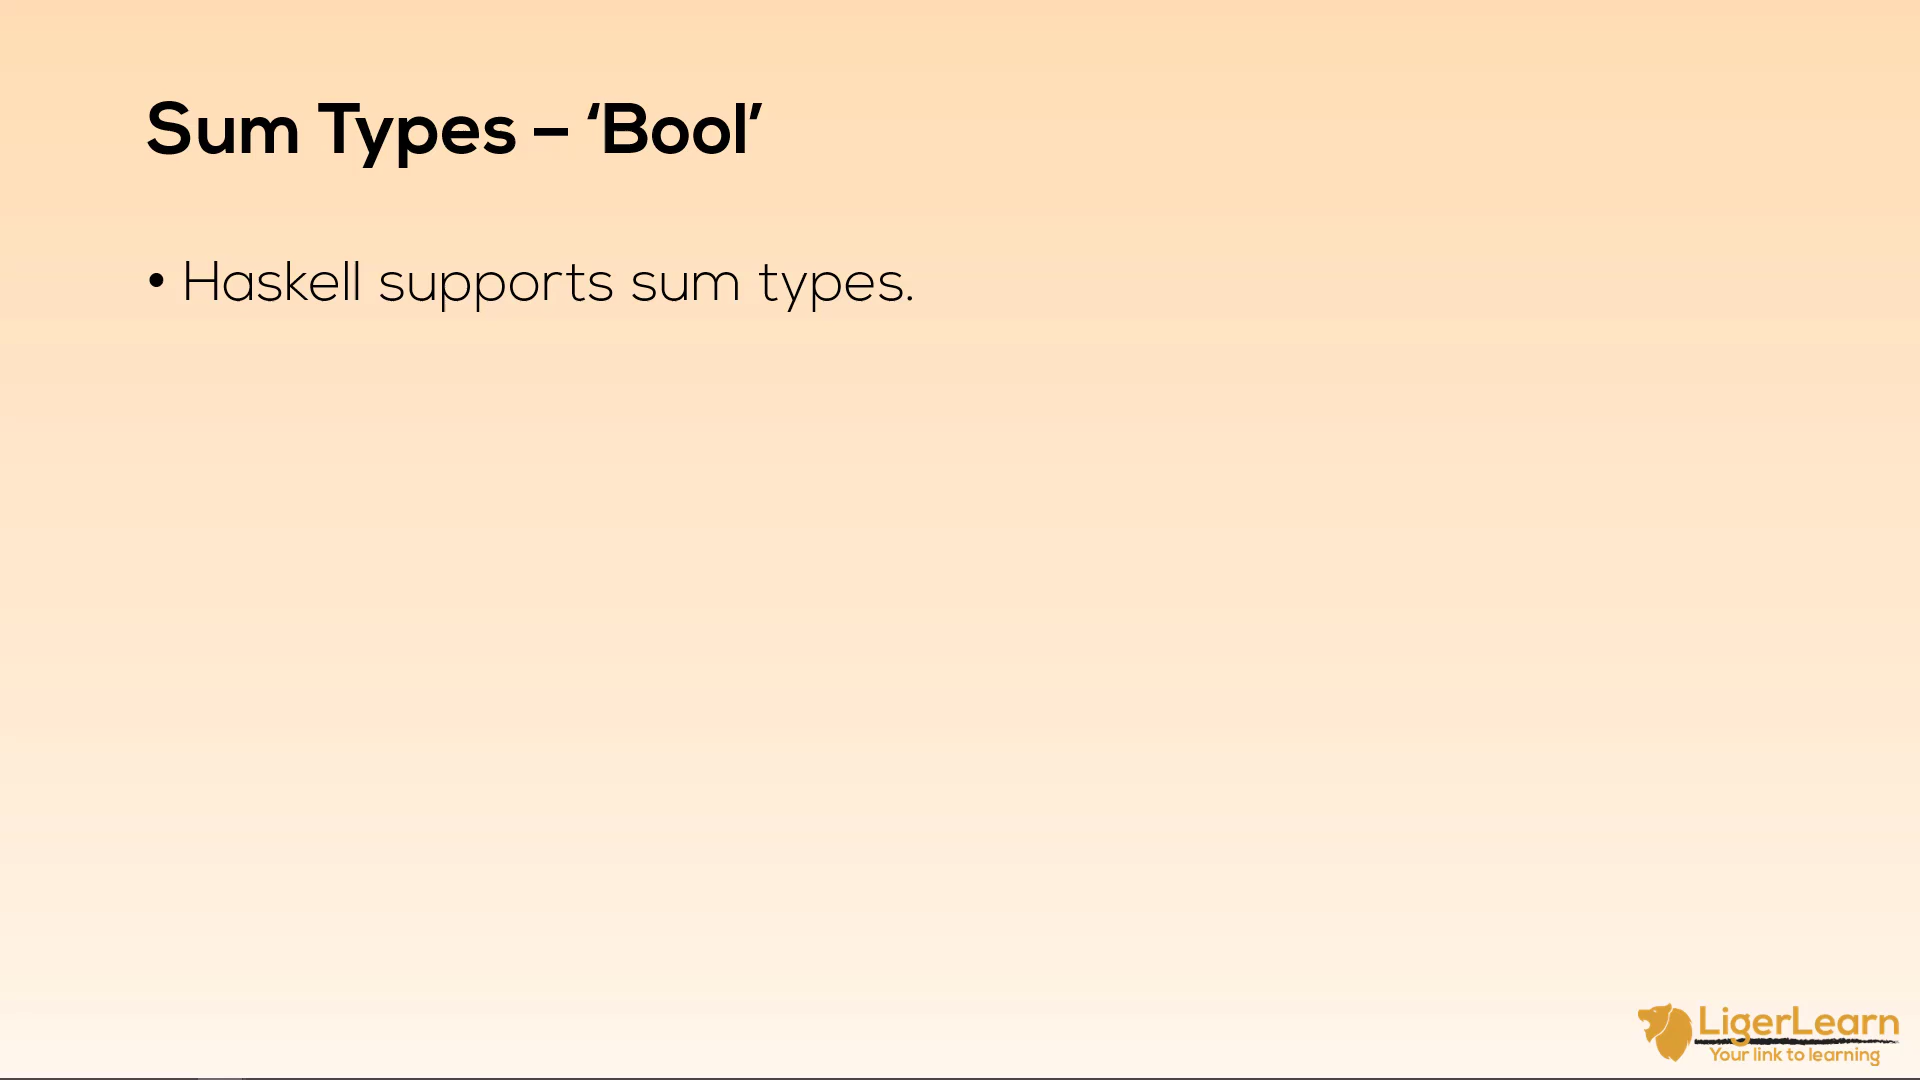 Sum Types – ‘Bool’
• Haskell supports sum types.
LigerLearn
Your link to learning